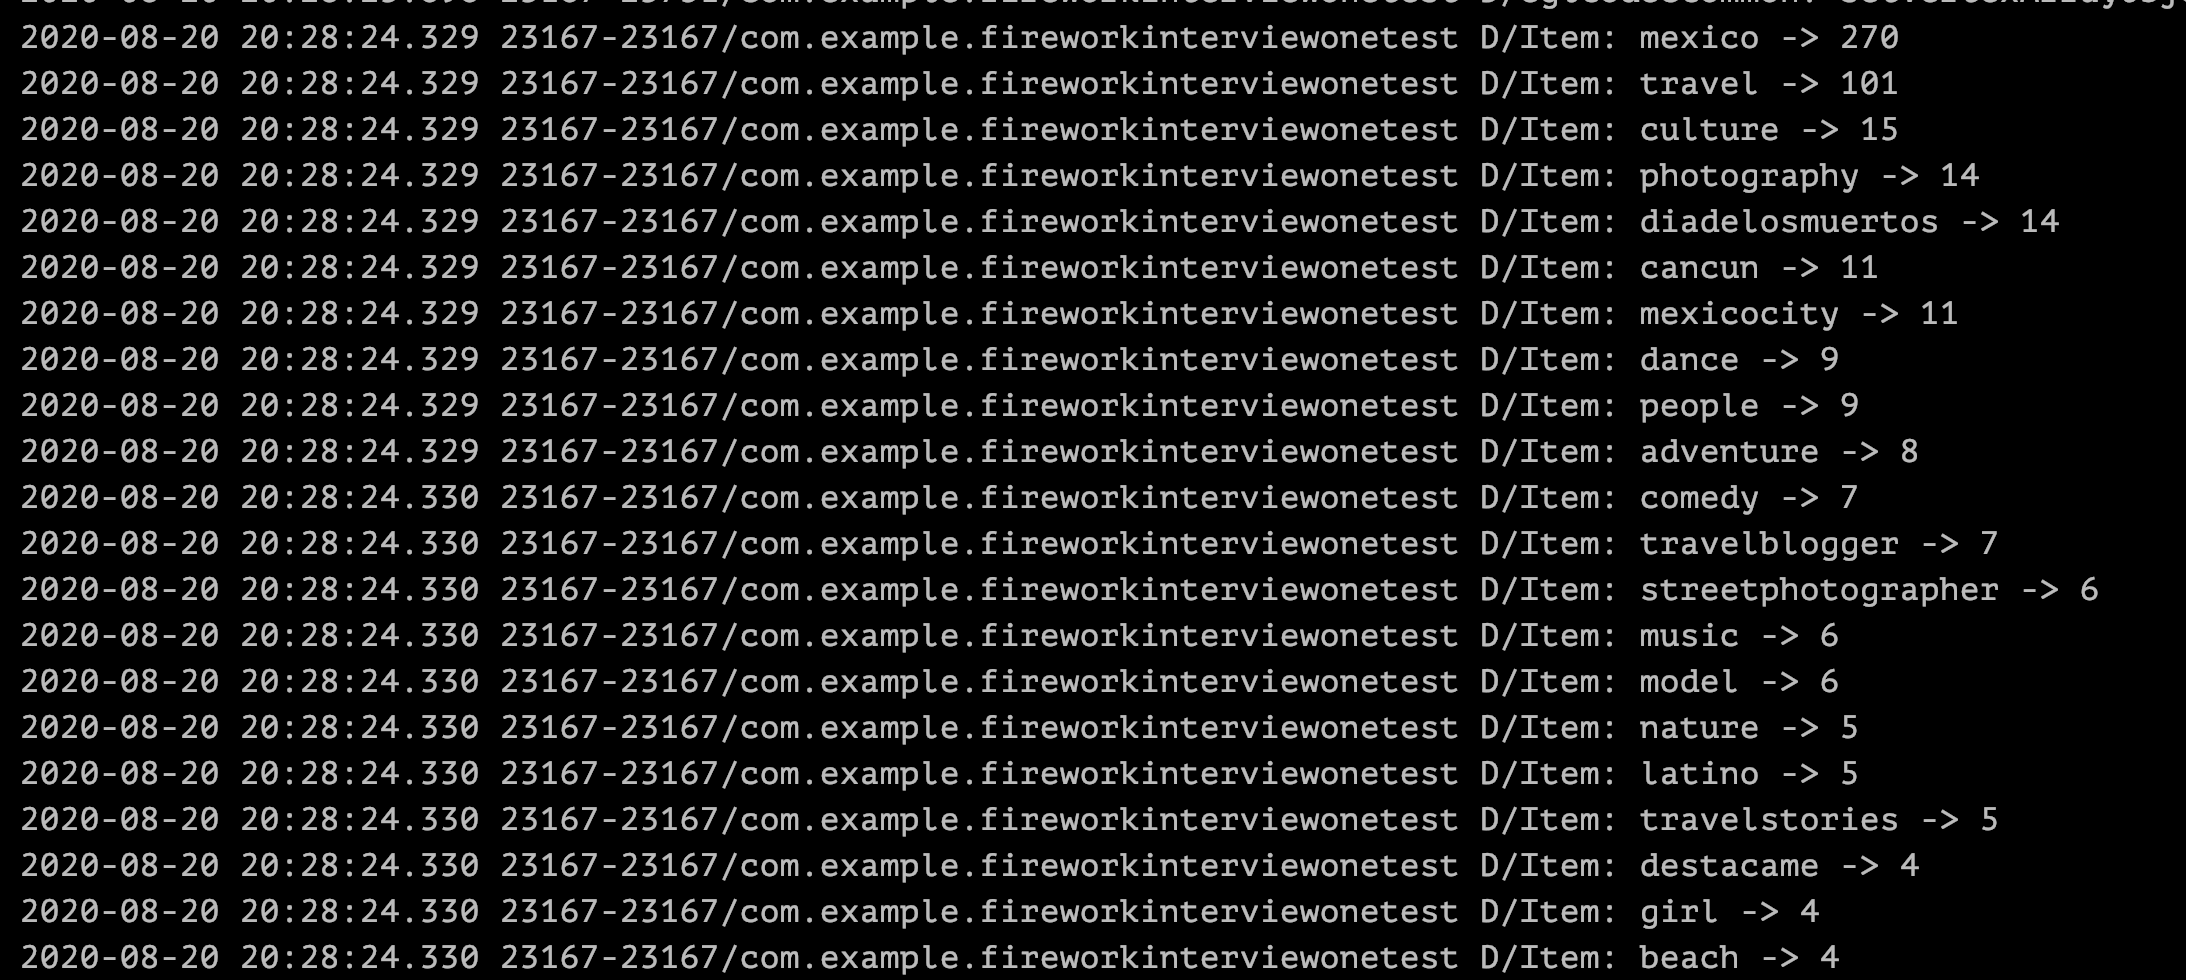 2020-08-20 20:28:24.329 23167-23167/com.example.fireworkinterviewonetest D/Item: mexico -> 270
2020-08-20 20:28:24.329 23167-23167/com.example.fireworkinterviewonetest D/Item: travel -> 101
2020-08-20 20:28:24.329 23167-23167/com.example.fireworkinterviewonetest D/Item: culture -> 15
2020-08-20 20:28:24.329 23167-23167/com.example.fireworkinterviewonetest D/Item: photography -> 14
2020-08-20 20:28:24.329 23167-23167/com.example.fireworkinterviewonetest D/Item: diadelosmuertos -> 14
2020-08-20 20:28:24.329 23167-23167/com.example.fireworkinterviewonetest D/Item: cancun -> 11
2020-08-20 20:28:24.329 23167-23167/com.example.fireworkinterviewonetest D/Item: mexicocity -> 11
2020-08-20 20:28:24.329 23167-23167/com.example.fireworkinterviewonetest D/Item: dance -> 9
2020-08-20 20:28:24.329 23167-23167/com.example.fireworkinterviewonetest D/Item: people -> 9
2020-08-20 20:28:24.329 23167-23167/com.example.fireworkinterviewonetest D/Item: adventure -> 8
2020-08-20 20:28:24.330 23167-23167/com.example.fireworkinterviewonetest D/Item: comedy -> 7
2020-08-20 20:28:24.330 23167-23167/com.example.fireworkinterviewonetest D/Item: travelblogger -> 7
2020-08-20 20:28:24.330 23167-23167/com.example.fireworkinterviewonetest D/Item: streetphotographer -> 6
2020-08-20 20:28:24.330 23167-23167/com.example.fireworkinterviewonetest D/Item: music -> 6
2020-08-20 20:28:24.330 23167-23167/com.example.fireworkinterviewonetest D/Item: model -> 6
2020-08-20 20:28:24.330 23167-23167/com.example.fireworkinterviewonetest D/Item: nature -> 5
2020-08-20 20:28:24.330 23167-23167/com.example.fireworkinterviewonetest D/Item: latino -> 5
2020-08-20 20:28:24.330 23167-23167/com.example.fireworkinterviewonetest D/Item: travelstories -> 5
2020-08-20 20:28:24.330 23167-23167/com.example.fireworkinterviewonetest D/Item: destacame -> 4
2020-08-20 20:28:24.330 23167-23167/com.example.fireworkinterviewonetest D/Item: girl -> 4
2020-08-20 20:28:24.330 23167-23167/com.example.fireworkinterviewonetest D/Item: beach -> 4